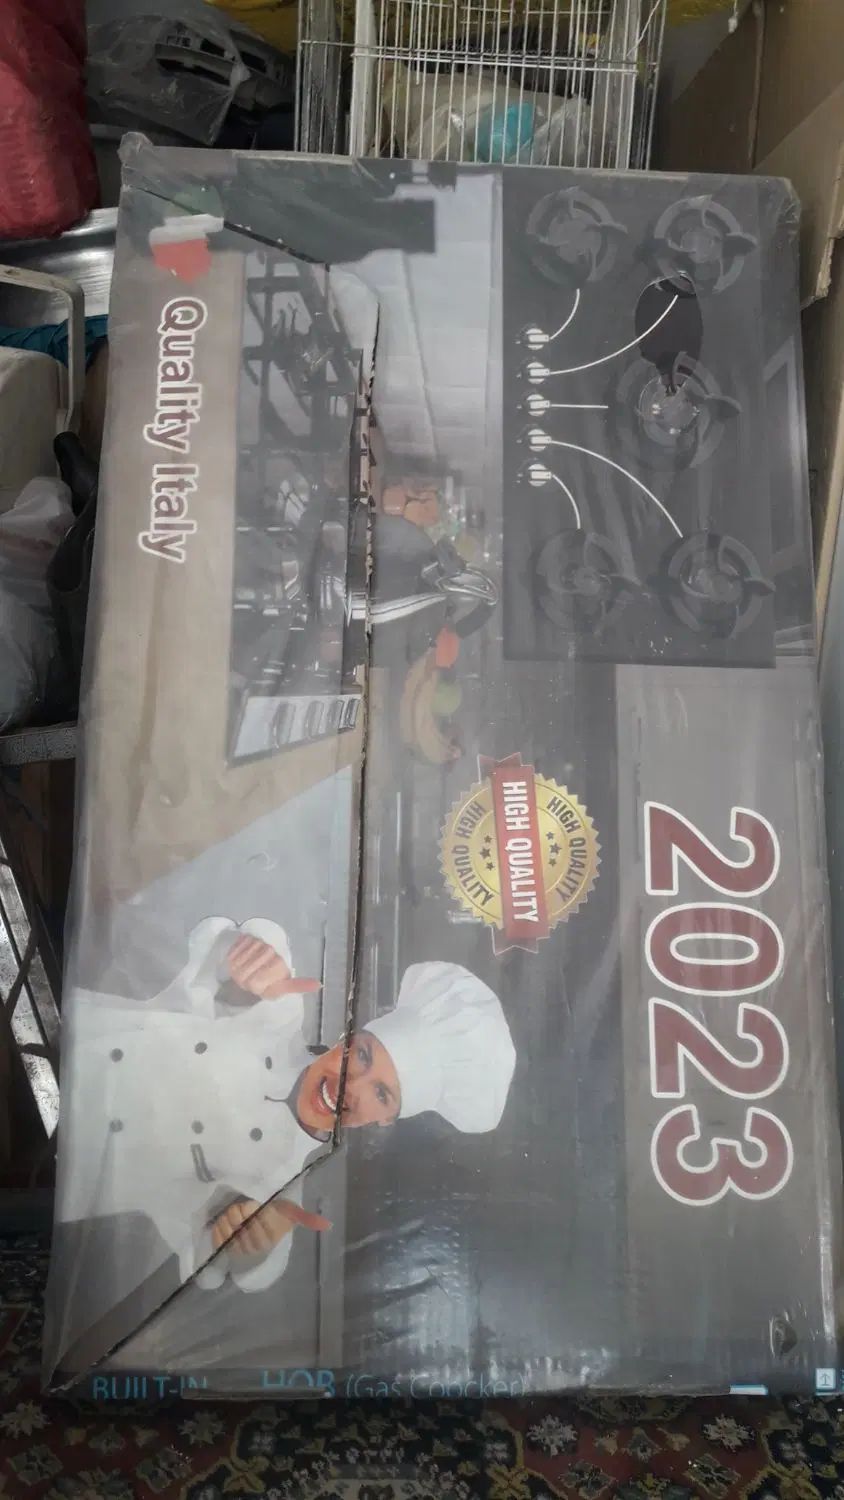 2023
HIGH QUALITY
HIGH QUALITY
HIGH QUALITY
Quality Italy
BUILT-IN HOB (Gas Coocker)